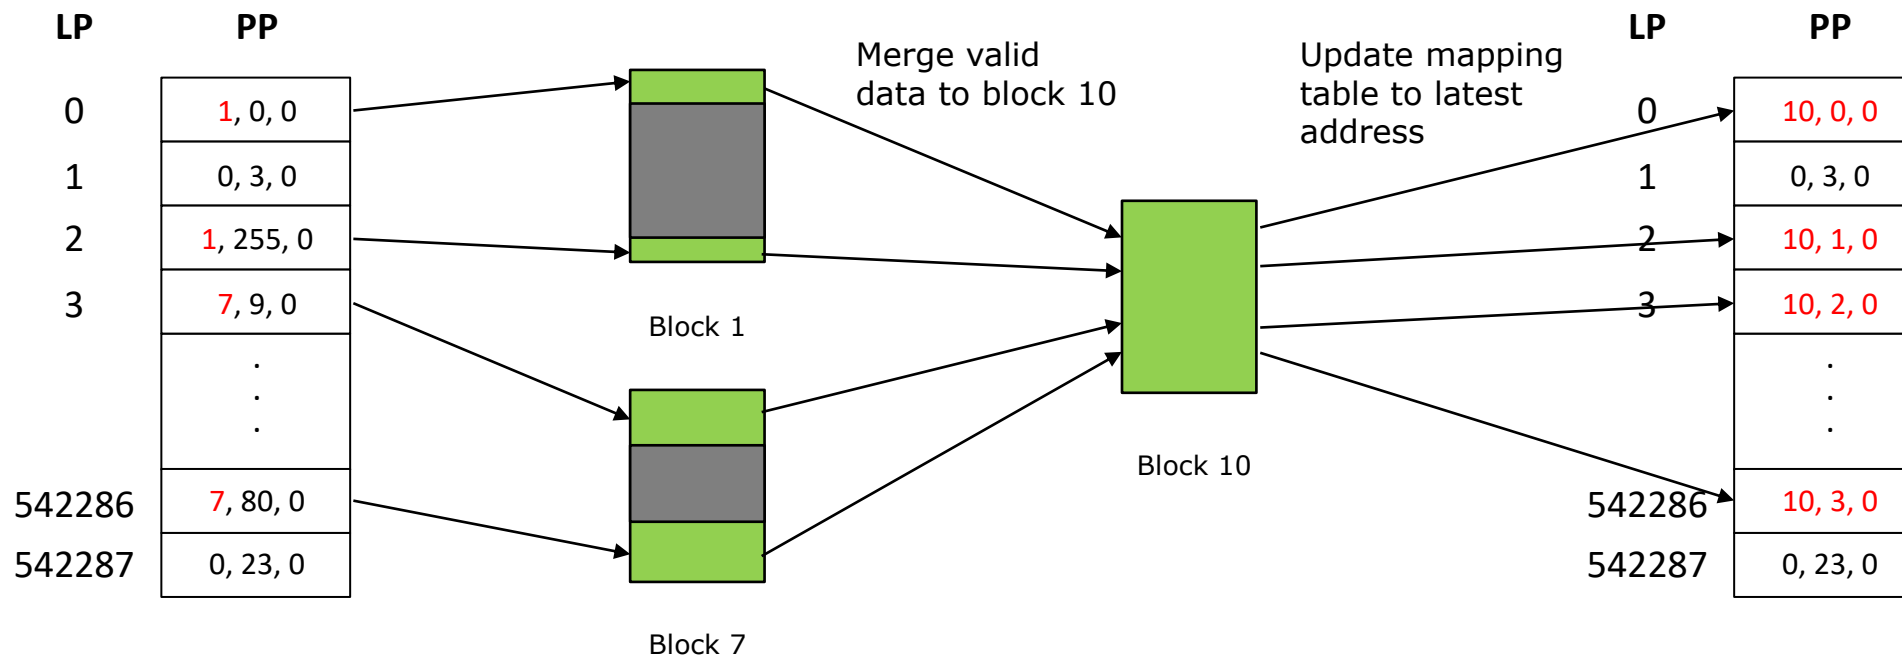 LP PP
0 1, 0, 0
1 0, 3, 0
2 1, 255, 0
3 7, 9, 0
.
.
.
542286 7, 80, 0
542287 0, 23, 0
Block 1
Block 7
Merge valid
data to block 10
Block 10
Update mapping
table to latest
address
LP PP
0 10, 0, 0
1 0, 3, 0
2 10, 1, 0
3 10, 2, 0
.
.
.
542286 10, 3, 0
542287 0, 23, 0